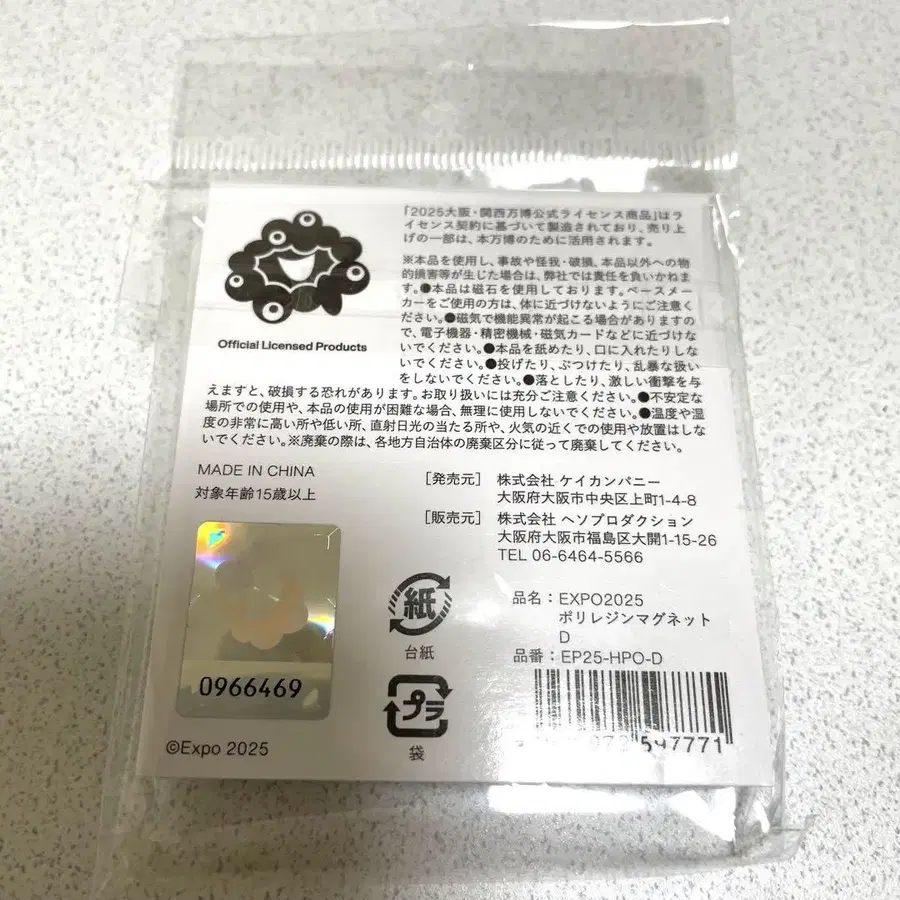 「2025大阪・関西万博公式ライセンス商品」はラ
イセンス契約に基づいて製造されており、売り上
げの一部は、本万博のために活用されます。
Official Licensed Products
※本品を使用し、事故や怪我・破損、本品以外への物
的損害等が生じた場合は、弊社では責任を負いかねま
す。●本品は磁石を使用しております。ペースメー
カーをご使用の方は、体に近づけないようにご注意く
ださい。●磁気で機能異常が起こる場合がありますの
で、電子機器・精密機械・磁気カードなどに近づけな
いでください。●本品を舐めたり、口に入れたりしな
いでください。●投げたり、ぶつけたり、乱暴な扱い
をしないでください。●落としたり、激しい衝撃を与
えますと、破損する恐れがあります。お取り扱いには充分ご注意ください。●不安定な
場所での使用や、本品の使用が困難な場合、無理に使用しないでください。●温度や湿
度の非常に高い所や低い所、直射日光の当たる所や、火気の近くでの使用や放置はしな
いでください。※廃棄の際は、各地方自治体の廃棄区分に従って廃棄してください。
MADE IN CHINA
対象年齢15歳以上
［発売元］ 株式会社 ケイカンパニー
大阪府大阪市中央区上町1-4-8
［販売元］ 株式会社 ヘソプロダクション
大阪府大阪市福島区大開1-15-26
TEL 06-6464-5566
紙
台紙
プラ
袋
品名：EXPO2025
ポリレジンマグネット
D
品番：EP25-HPO-D
597771
0966469
©Expo 2025